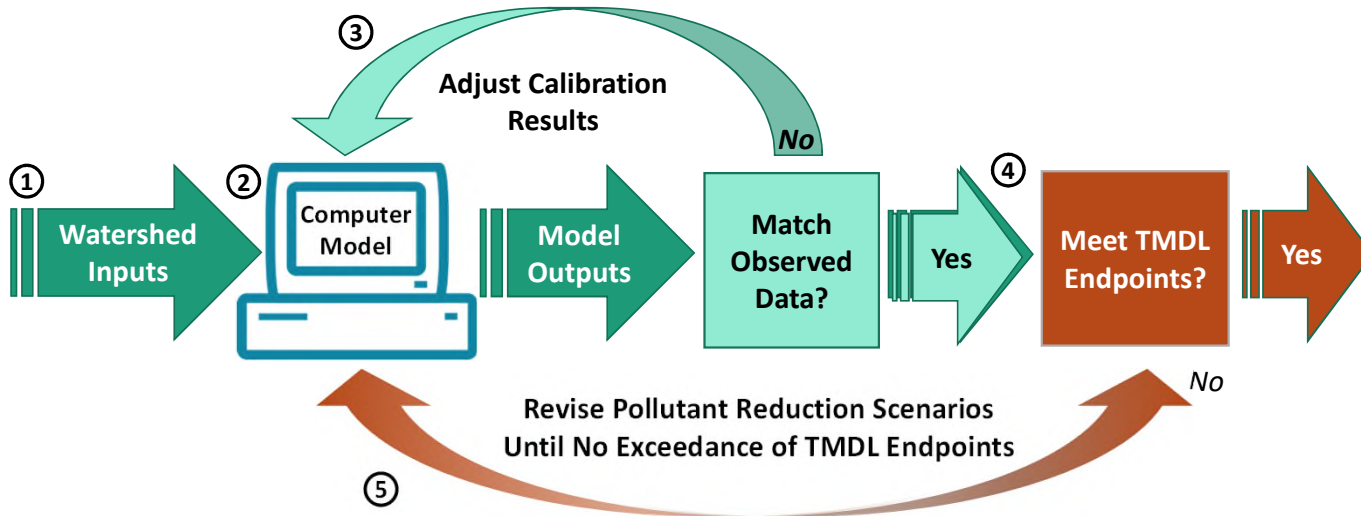 ③
Adjust Calibration
Results
No
①
Watershed
Inputs
②
Computer
Model
Model
Outputs
Match
Observed
Data?
Yes
④
Meet TMDL
Endpoints?
Yes
No
Revise Pollutant Reduction Scenarios
Until No Exceedance of TMDL Endpoints
⑤